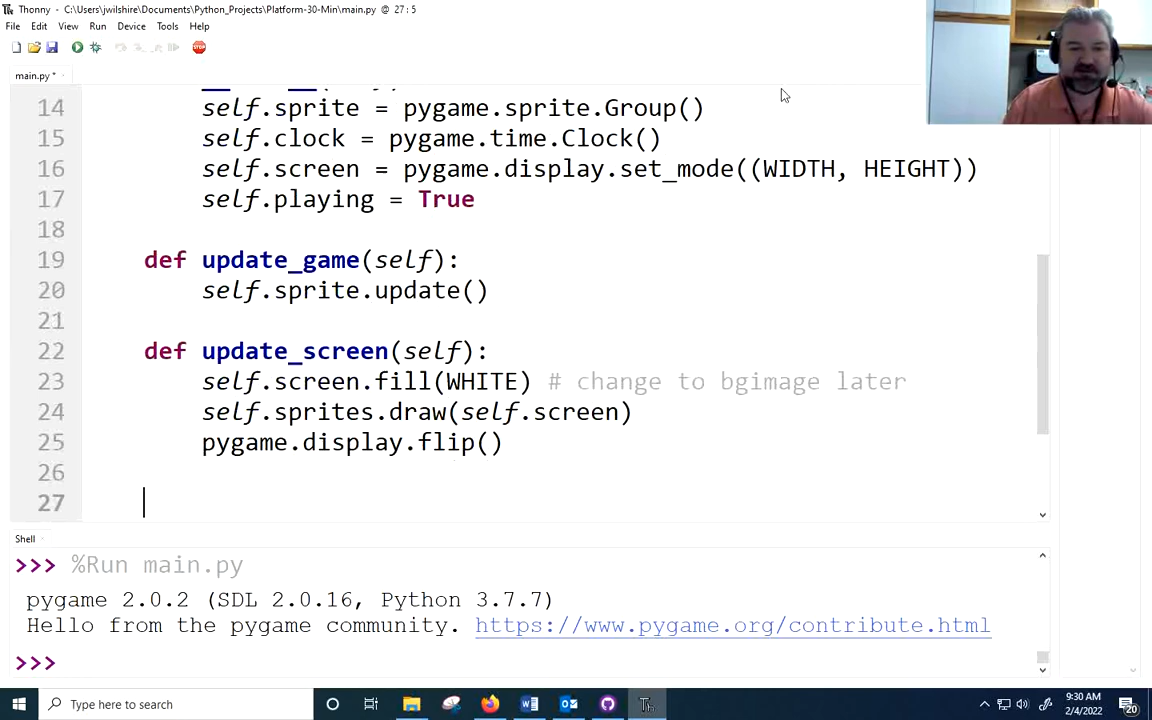 Thonny - C:\Users\jwilshire\Documents\Python_Projects\Platform-30-Min\main.py @ 27 : 5
File Edit View Run Device Tools Help
STOP
main.py *
14 self.sprite = pygame.sprite.Group()
15 self.clock = pygame.time.Clock()
16 self.screen = pygame.display.set_mode((WIDTH, HEIGHT))
17 self.playing = True
18
19 def update_game(self):
20 self.sprite.update()
21
22 def update_screen(self):
23 self.screen.fill(WHITE) # change to bgimage later
24 self.sprites.draw(self.screen)
25 pygame.display.flip()
26
27
Shell
>>> %Run main.py
pygame 2.0.2 (SDL 2.0.16, Python 3.7.7)
Hello from the pygame community. https://www.pygame.org/contribute.html
>>>
Type here to search
9:30 AM
2/4/2022
20